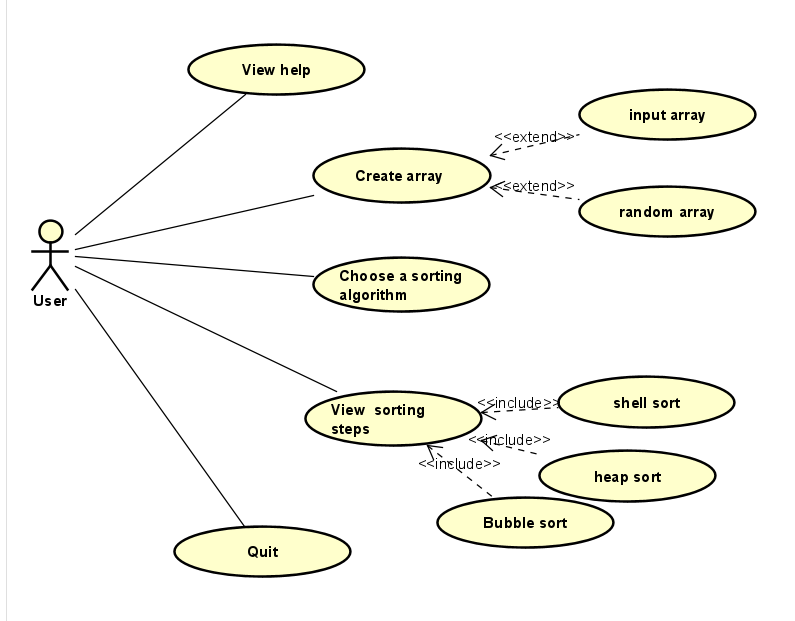 View help
input array
<<extend>>
Create array
<<extend>>
random array
Choose a sorting
algorithm
User
View  sorting
steps
<<include>>
shell sort
<<include>>
<<include>>
heap sort
Bubble sort
Quit